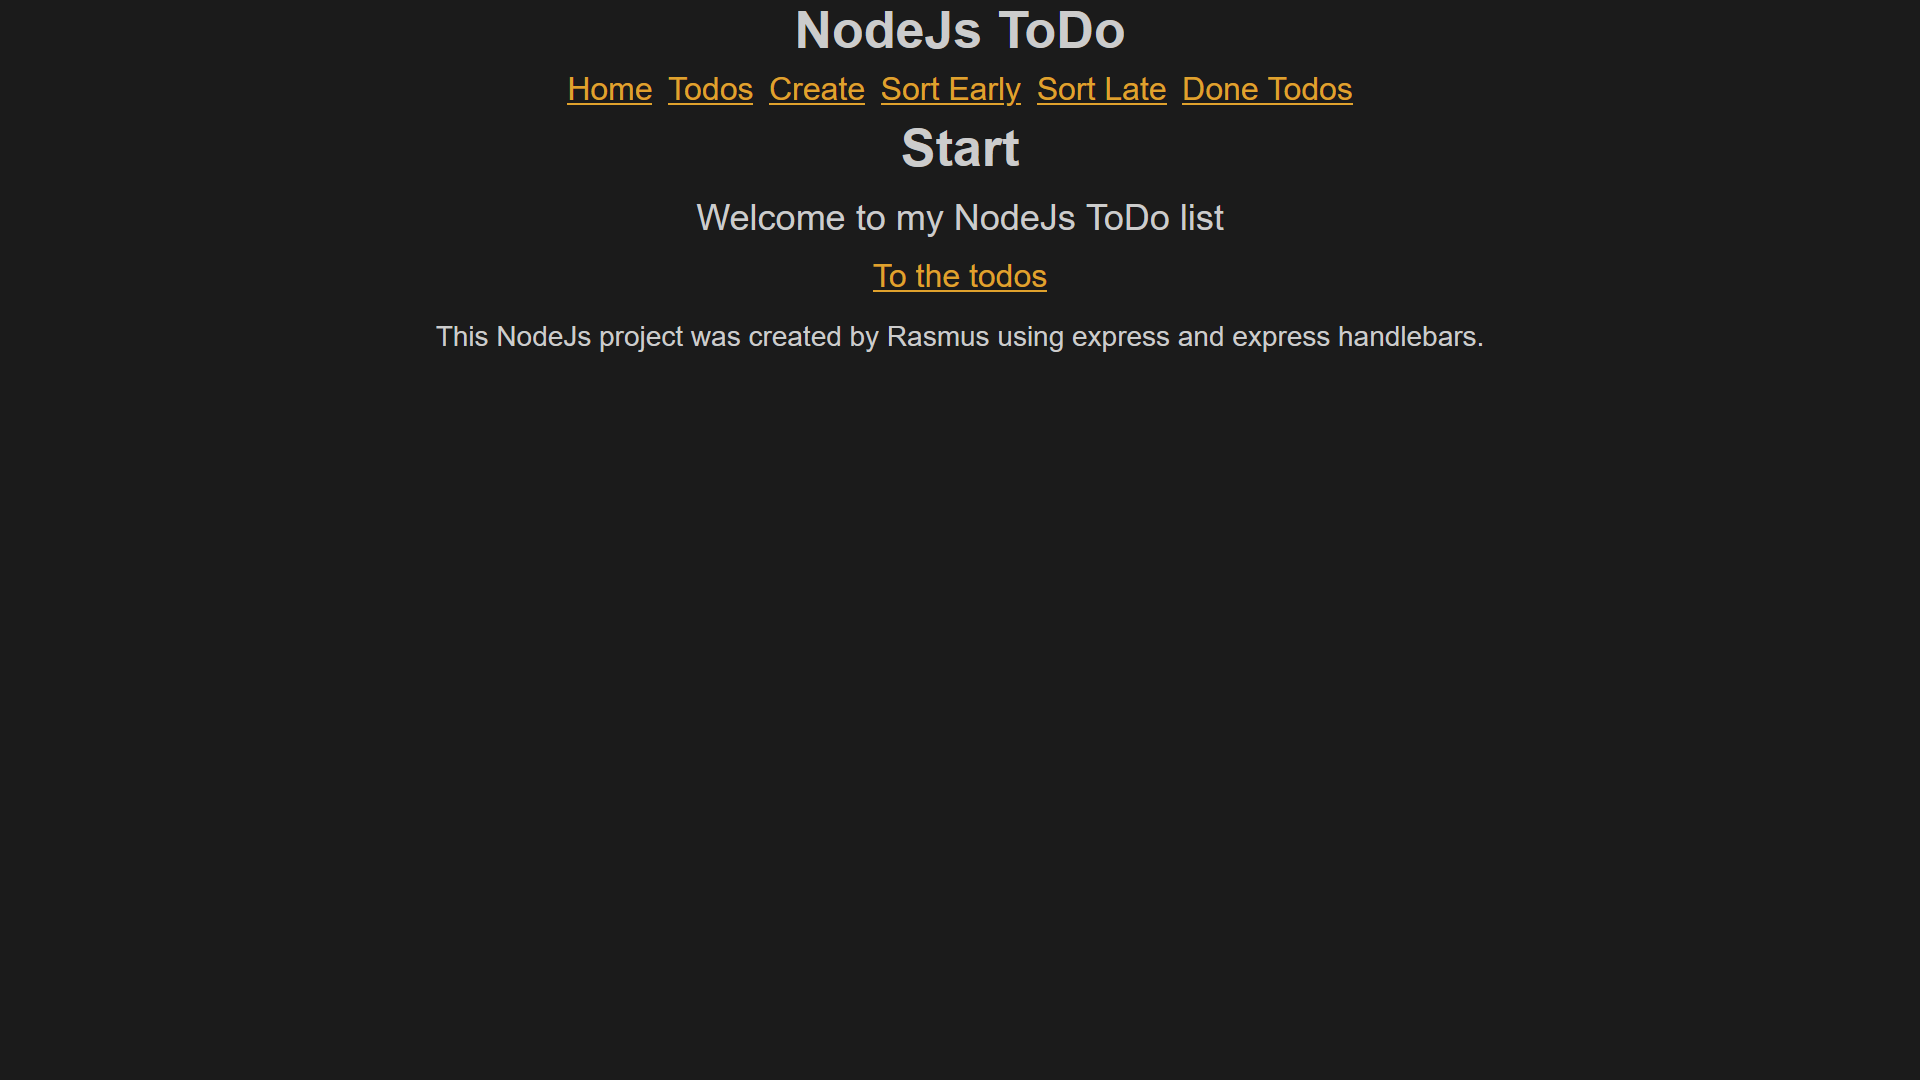 NodeJs ToDo
Home Todos Create Sort Early Sort Late Done Todos
Start
Welcome to my NodeJs ToDo list
To the todos
This NodeJs project was created by Rasmus using express and express handlebars.